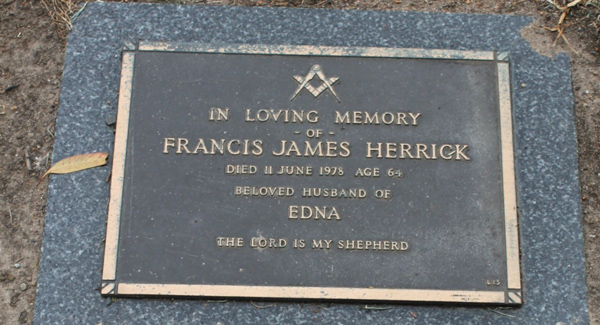 IN LOVING MEMORY
- OF -
FRANCIS JAMES HERRICK
DIED 11 JUNE 1978 AGE 64
BELOVED HUSBAND OF
EDNA
THE LORD IS MY SHEPHERD